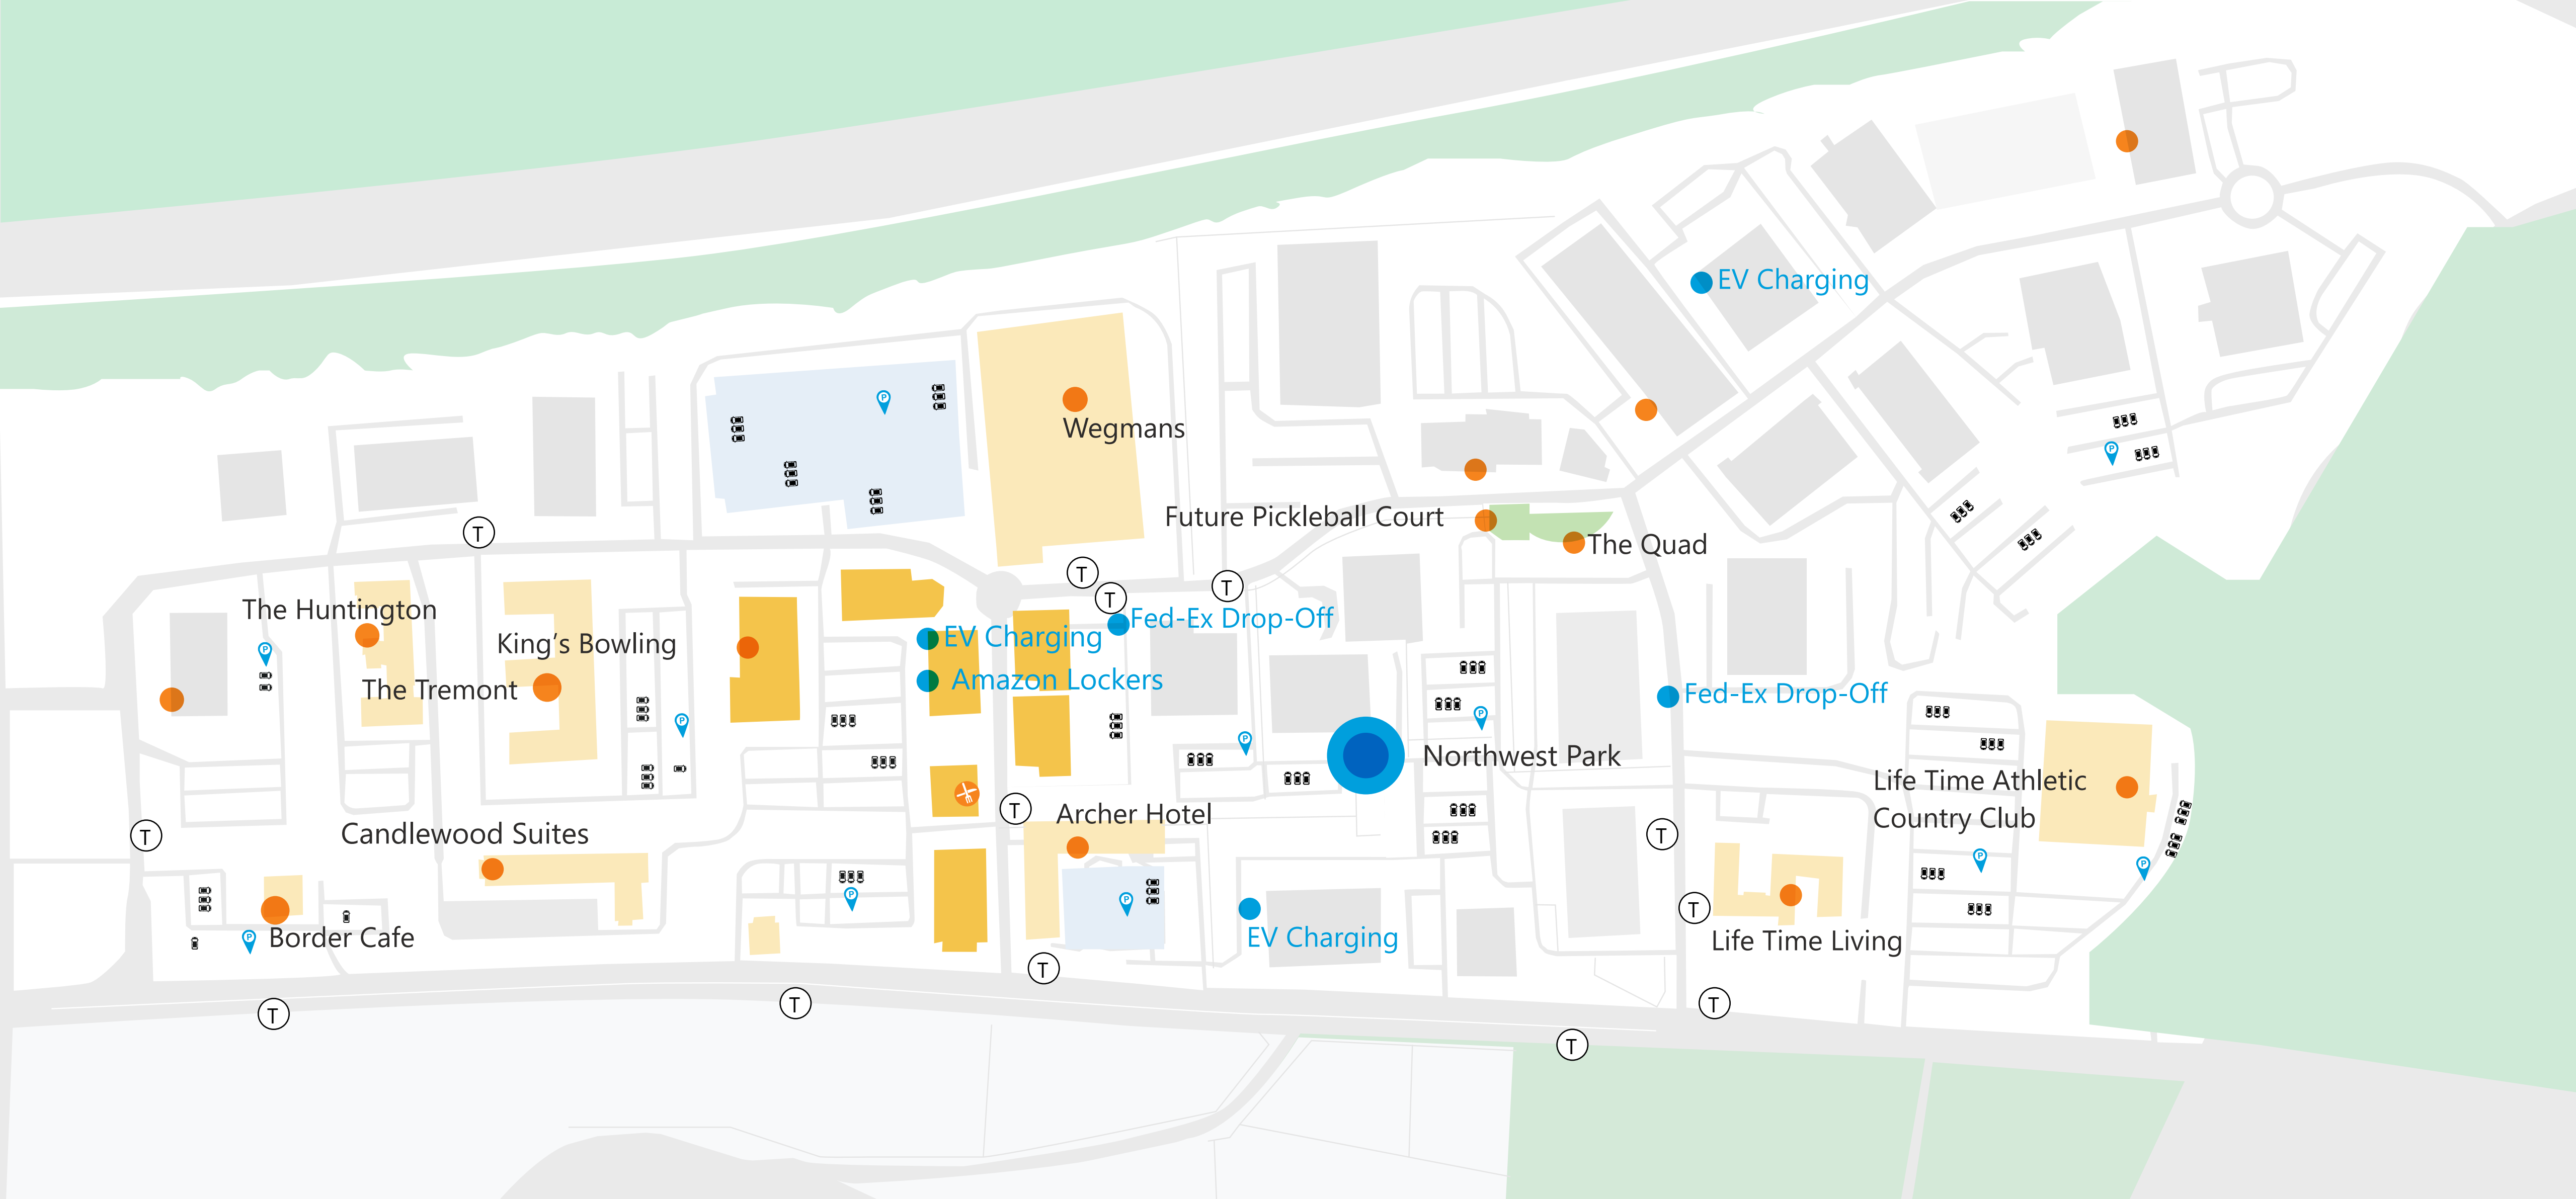 EV Charging
Wegmans
Future Pickleball Court
T
The Quad
T
T
T
The Huntington
Fed-Ex Drop-Off
King's Bowling
EV Charging
The Tremont
Amazon Lockers
Fed-Ex Drop-Off
Northwest Park
Life Time Athletic
Country Club
T
Archer Hotel
T
Candlewood Suites
T
T
Border Cafe
EV Charging
Life Time Living
T
T
T
T
T
P
P
P
P
P
P
P
P
P
P
P
P